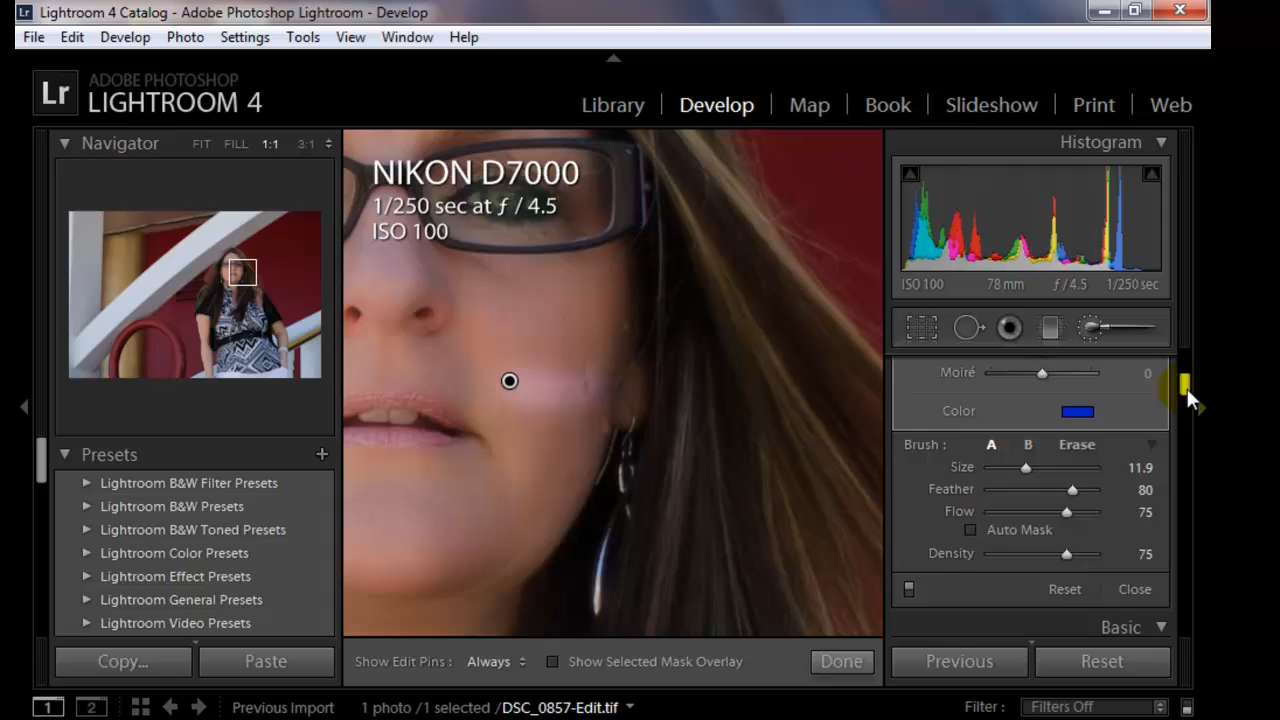 Lightroom 4 Catalog - Adobe Photoshop Lightroom - Develop
File Edit Develop Photo Settings Tools View Window Help
Lr ADOBE PHOTOSHOP
LIGHTROOM 4
Library Develop Map Book Slideshow Print Web
Navigator FIT FILL 1:1 3:1
Presets +
Lightroom B&W Filter Presets
Lightroom B&W Presets
Lightroom B&W Toned Presets
Lightroom Color Presets
Lightroom Effect Presets
Lightroom General Presets
Lightroom Video Presets
Copy... Paste
NIKON D7000
1/250 sec at ƒ / 4.5
ISO 100
Show Edit Pins : Always Show Selected Mask Overlay Done
Histogram
ISO 100 78 mm ƒ / 4.5 1/250 sec
Moiré 0
Color
Brush : A B Erase
Size 11.9
Feather 80
Flow 75
Auto Mask
Density 75
Reset Close
Basic
Previous Reset
1 2 Previous Import 1 photo / 1 selected / DSC_0857-Edit.tif Filter : Filters Off